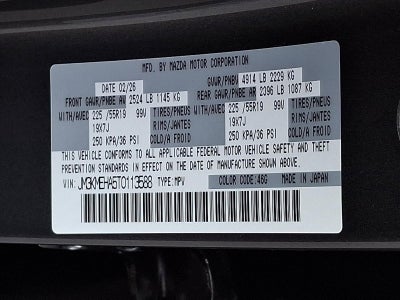 MFD. BY MAZDA MOTOR CORPORATION
DATE 02/26 GVWR/PNBV 4914 LB 2229 KG
FRONT GAWR/PNBE AV 2524 LB 1145 KG REAR GAWR/PNBE AR 2396 LB 1087 KG
WITH/AVEC 225 /55R19 99V TIRES/PNEUS WITH/AVEC 225 /55R19 99V TIRES/PNEUS
19X7J RIMS/JANTES 19X7J RIMS/JANTES
250 KPA/36 PSI COLD/A FROID 250 KPA/36 PSI COLD/A FROID
THIS VEHICLE CONFORMS TO ALL APPLICABLE FEDERAL MOTOR VEHICLE SAFETY AND THEFT
PREVENTION STANDARDS IN EFFECT ON THE DATE OF MANUFACTURE SHOWN ABOVE.
VIN: JM3KMEHA5T0113588 TYPE: MPV COLOR CODE:46G MADE IN JAPAN